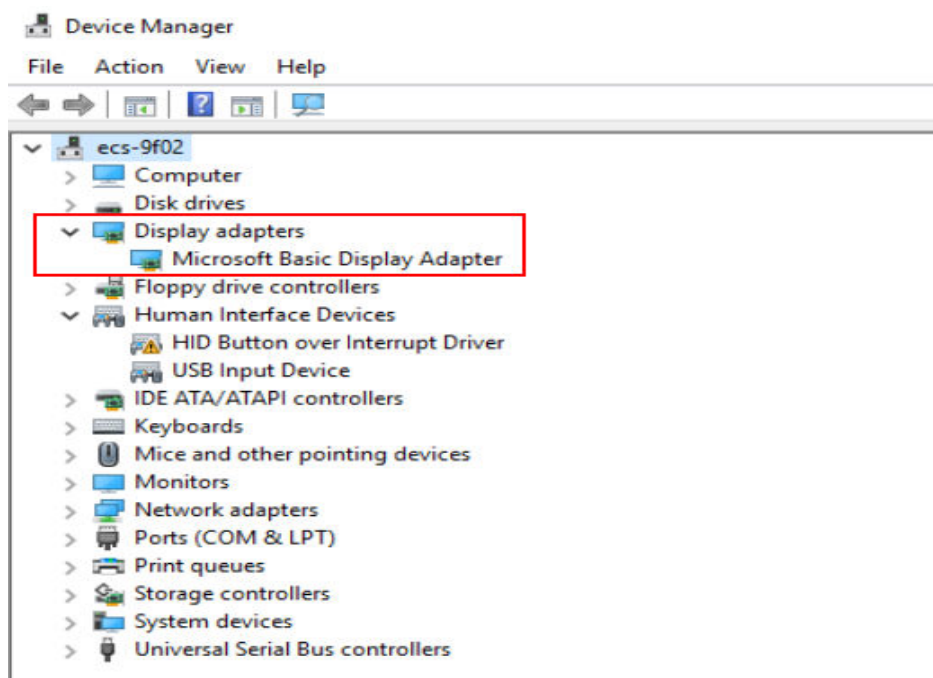 Device Manager
File Action View Help
ecs-9f02
Computer
Disk drives
Display adapters
Microsoft Basic Display Adapter
Floppy drive controllers
Human Interface Devices
HID Button over Interrupt Driver
USB Input Device
IDE ATA/ATAPI controllers
Keyboards
Mice and other pointing devices
Monitors
Network adapters
Ports (COM & LPT)
Print queues
Storage controllers
System devices
Universal Serial Bus controllers